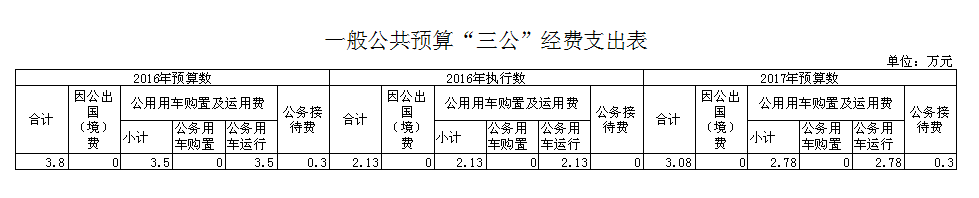 一般公共预算“三公”经费支出表
单位：万元
2016年预算数 2016年执行数 2017年预算数
合计 因公出国（境）费 公用用车购置及运用费 公务接待费 合计 因公出国（境）费 公用用车购置及运用费 公务接待费 合计 因公出国（境）费 公用用车购置及运用费 公务接待费
小计 公务用车购置 公务用车运行 小计 公务用车购置 公务用车运行 小计 公务用车购置 公务用车运行
3.8 0 3.5 0 3.5 0.3 2.13 0 2.13 0 2.13 0 3.08 0 2.78 0 2.78 0.3